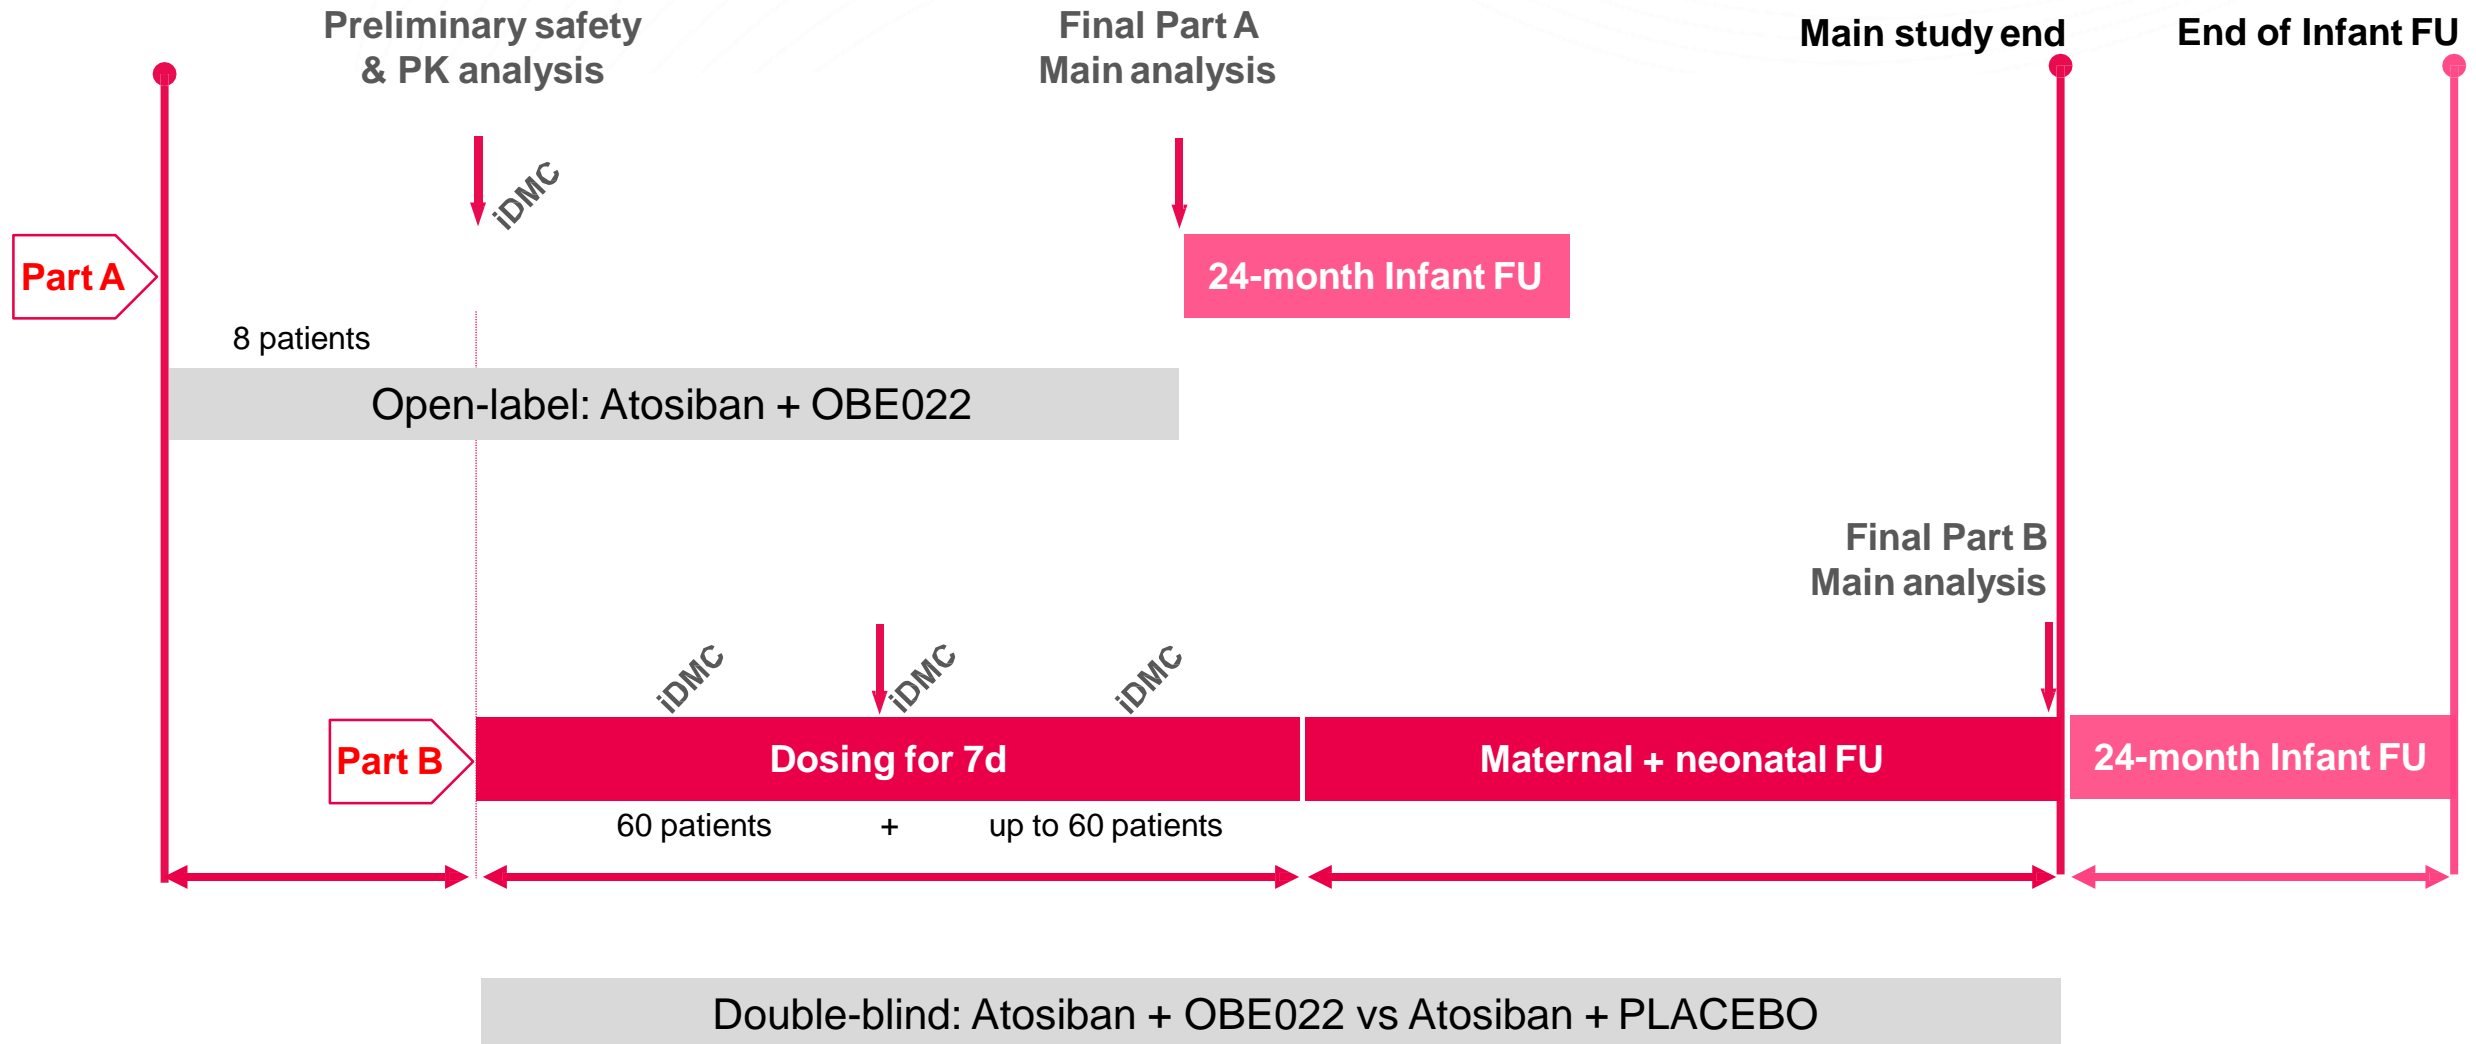 Preliminary safety
& PK analysis
Final Part A
Main analysis
Main study end
End of Infant FU
iDMC
Part A
24-month Infant FU
8 patients
Open-label: Atosiban + OBE022
Final Part B
Main analysis
iDMC
iDMC
iDMC
Part B
Dosing for 7d
Maternal + neonatal FU
24-month Infant FU
60 patients + up to 60 patients
Double-blind: Atosiban + OBE022 vs Atosiban + PLACEBO